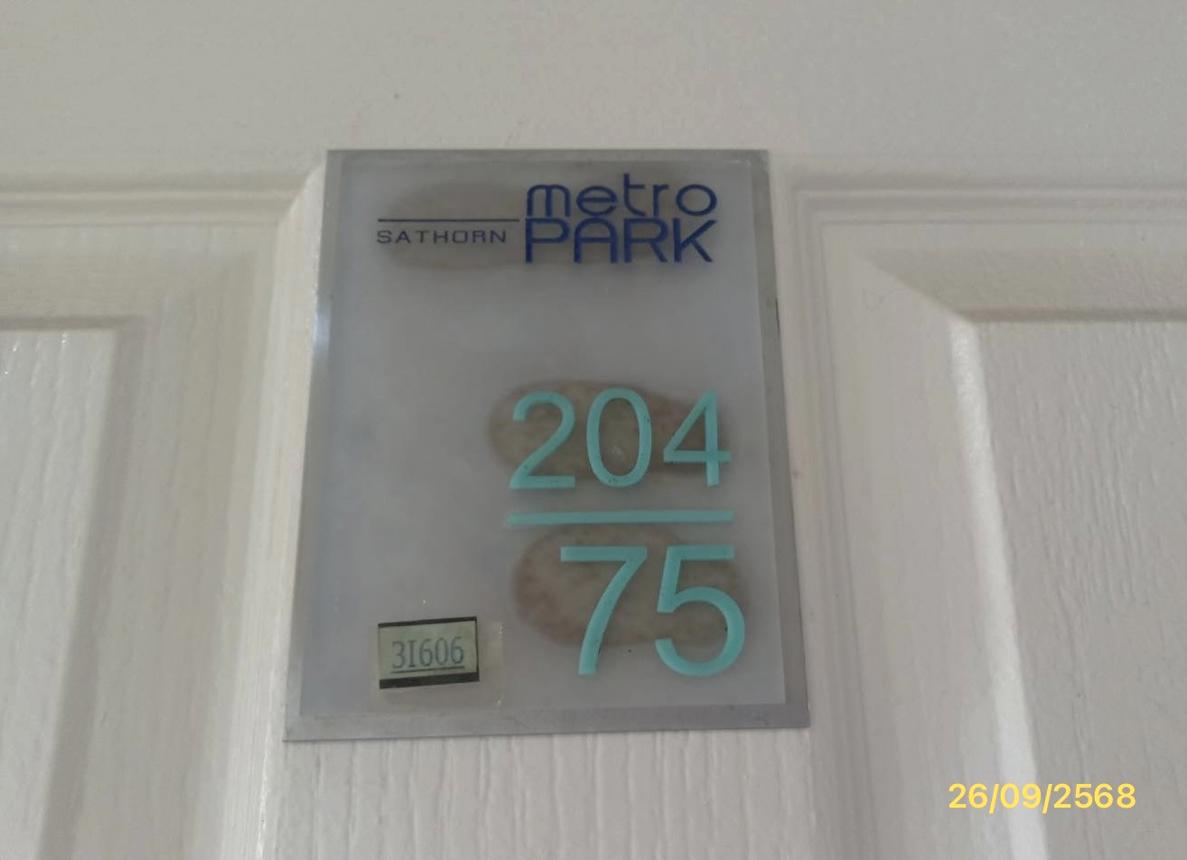 metro
SATHORN PARK
204
75
3I606
26/09/2568